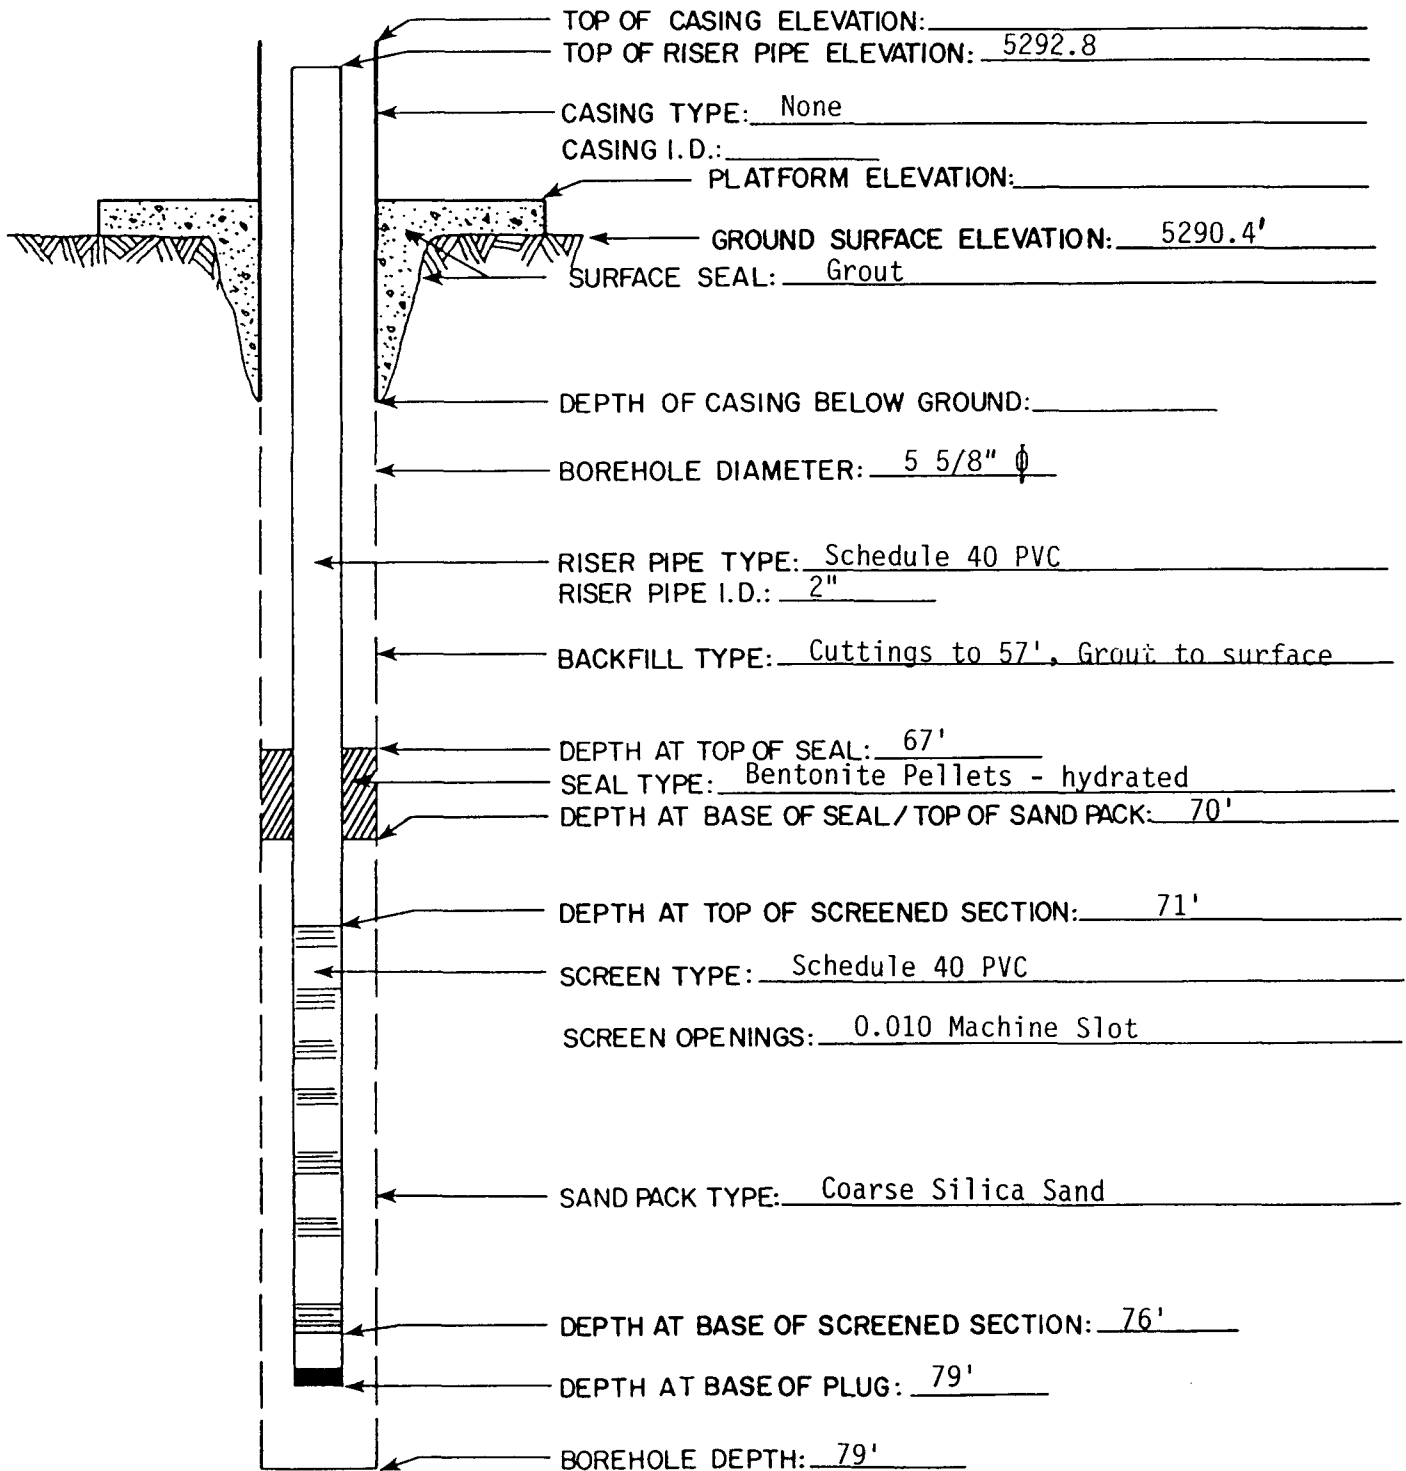 TOP OF CASING ELEVATION:
TOP OF RISER PIPE ELEVATION: 5292.8
CASING TYPE: None
CASING I.D.:
PLATFORM ELEVATION:
GROUND SURFACE ELEVATION: 5290.4'
SURFACE SEAL: Grout
DEPTH OF CASING BELOW GROUND:
BOREHOLE DIAMETER: 5 5/8" ϕ
RISER PIPE TYPE: Schedule 40 PVC
RISER PIPE I.D.: 2"
BACKFILL TYPE: Cuttings to 57', Grout to surface
DEPTH AT TOP OF SEAL: 67'
SEAL TYPE: Bentonite Pellets - hydrated
DEPTH AT BASE OF SEAL/TOP OF SAND PACK: 70'
DEPTH AT TOP OF SCREENED SECTION: 71'
SCREEN TYPE: Schedule 40 PVC
SCREEN OPENINGS: 0.010 Machine Slot
SAND PACK TYPE: Coarse Silica Sand
DEPTH AT BASE OF SCREENED SECTION: 76'
DEPTH AT BASE OF PLUG: 79'
BOREHOLE DEPTH: 79'